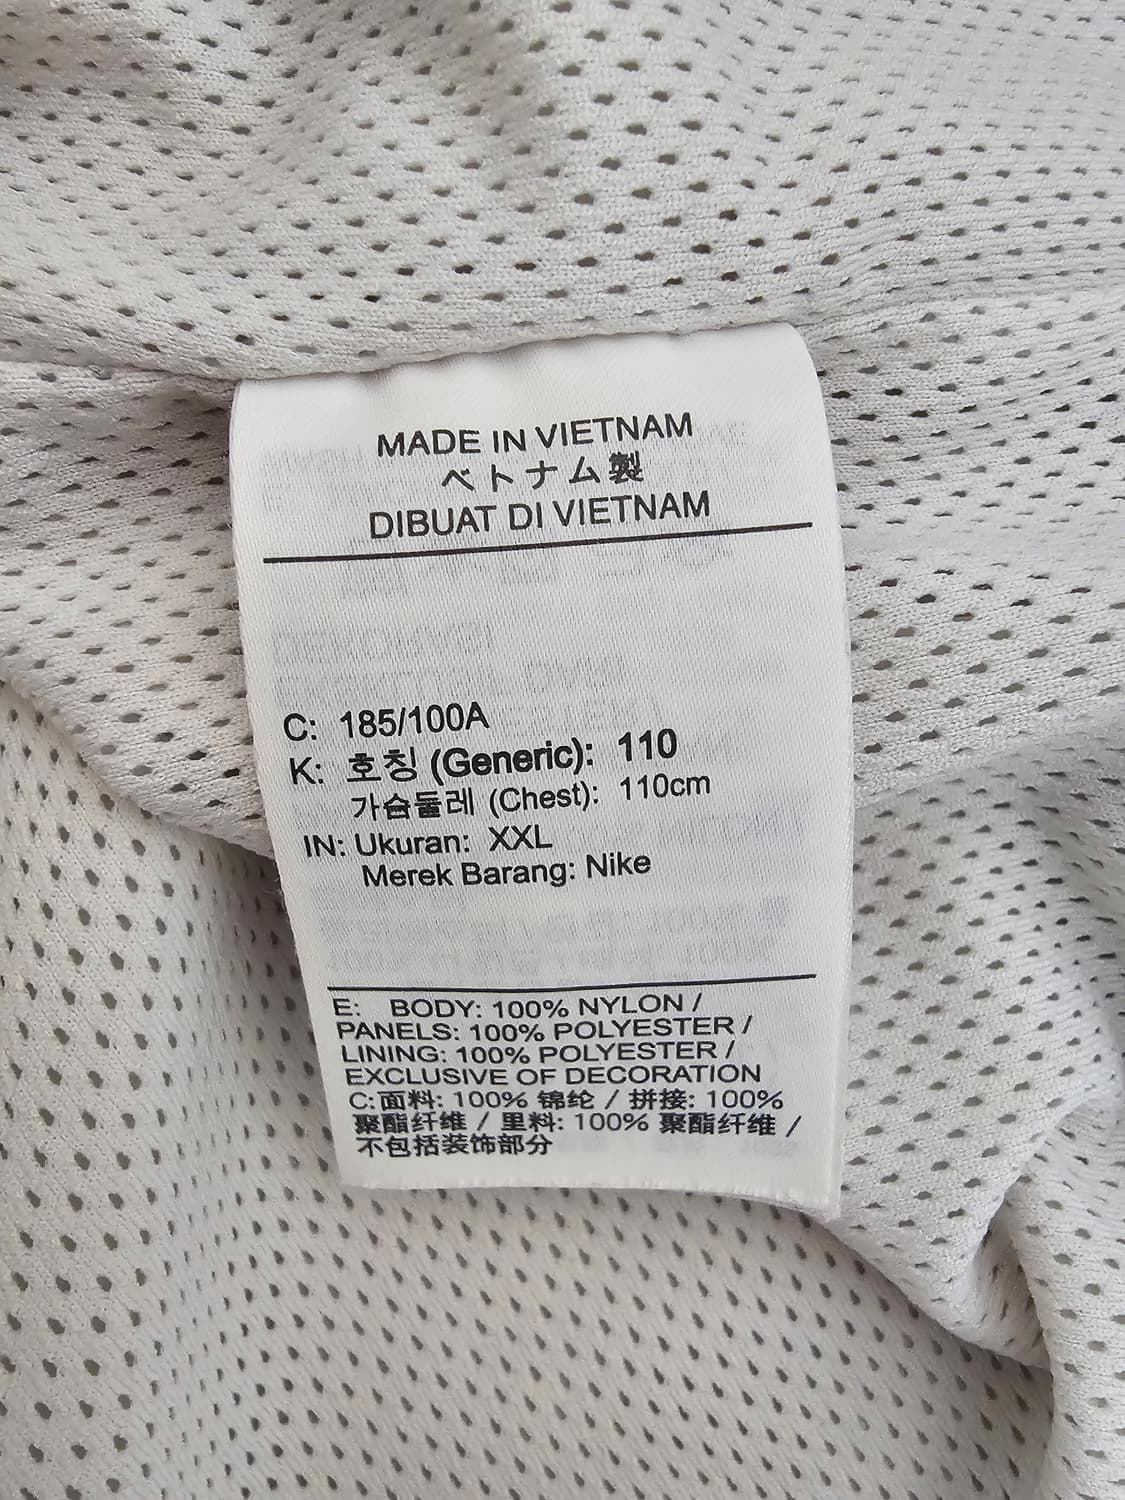 MADE IN VIETNAM
ベトナム製
DIBUAT DI VIETNAM
C: 185/100A
K: 호칭 (Generic): 110
가슴둘레 (Chest): 110cm
IN: Ukuran: XXL
Merek Barang: Nike
E: BODY: 100% NYLON /
PANELS: 100% POLYESTER /
LINING: 100% POLYESTER /
EXCLUSIVE OF DECORATION
C:面料: 100% 锦纶 / 拼接: 100%
聚酯纤维 / 里料: 100% 聚酯纤维 /
不包括装饰部分